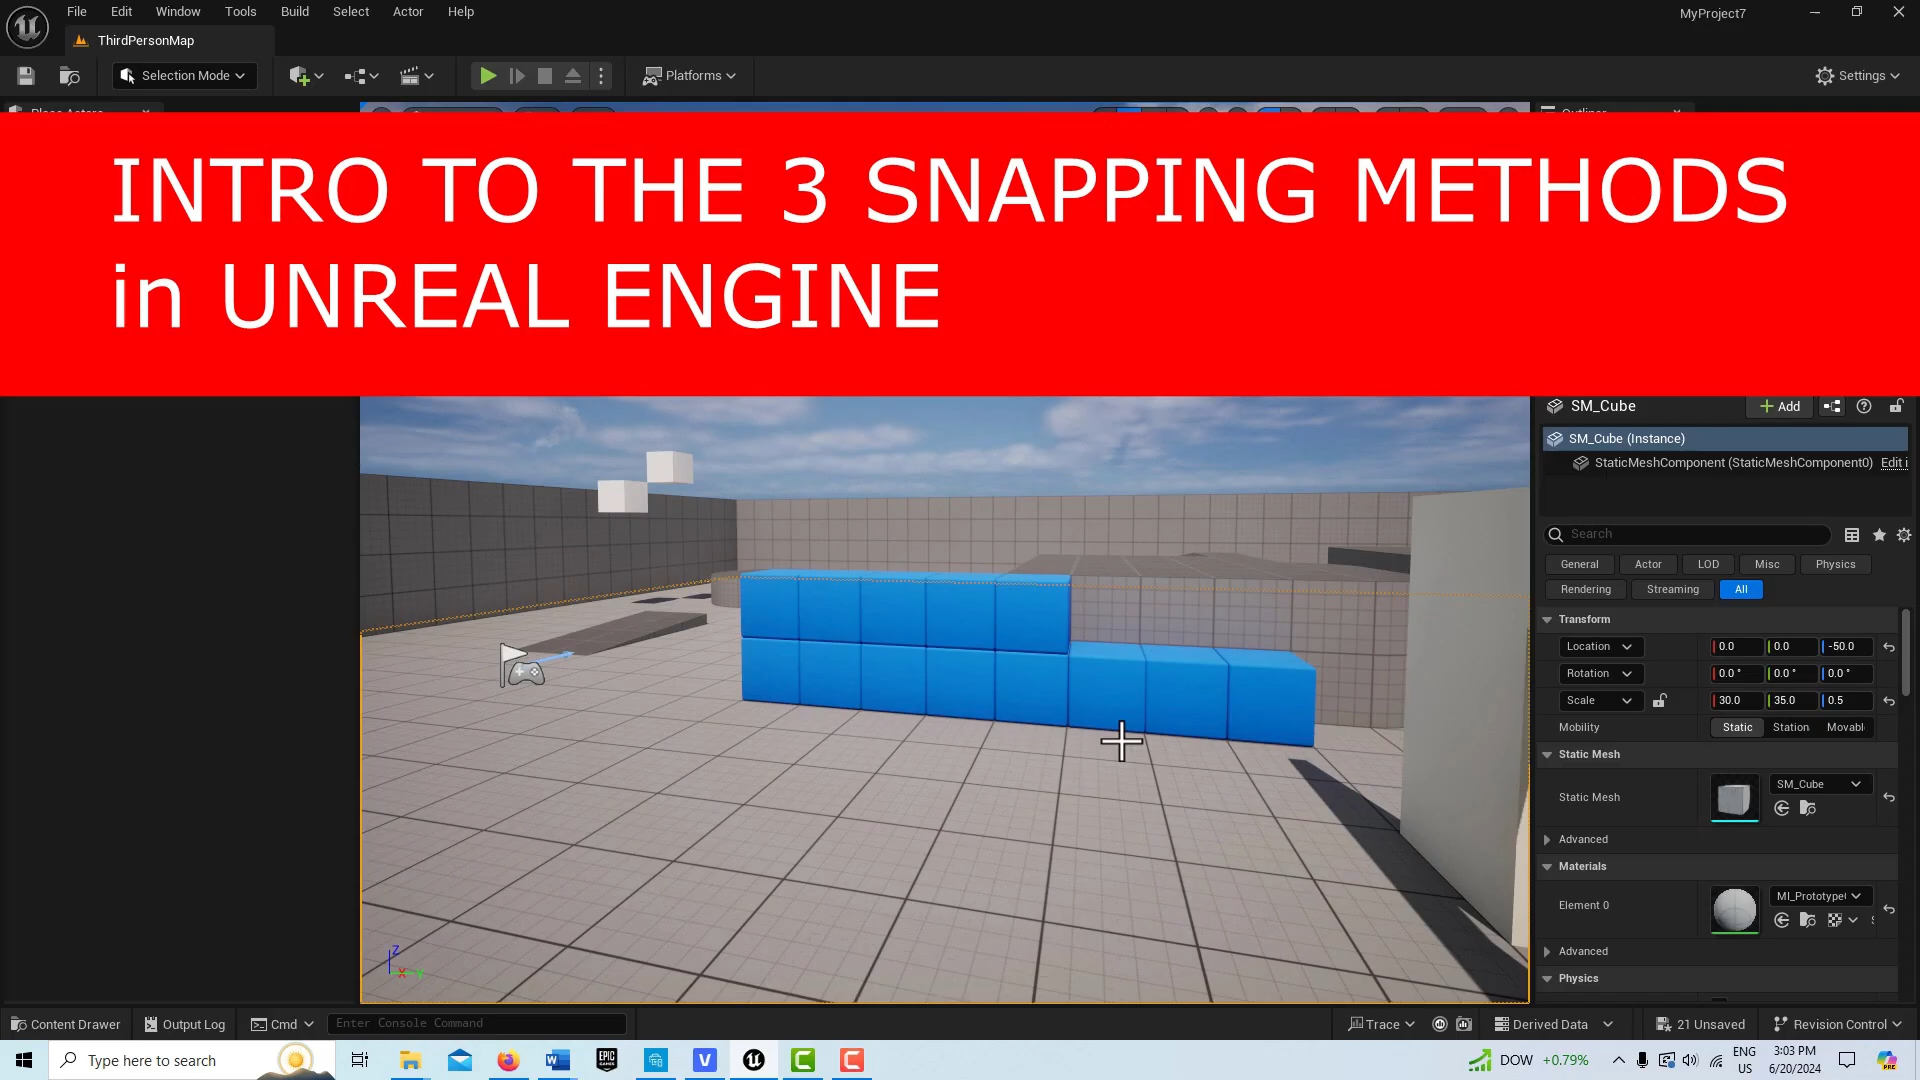 File Edit Window Tools Build Select Actor Help
MyProject7
ThirdPersonMap
Selection Mode
Platforms
Settings
INTRO TO THE 3 SNAPPING METHODS
in UNREAL ENGINE
SM_Cube
Add
SM_Cube (Instance)
StaticMeshComponent (StaticMeshComponent0) Edit i
Search
General Actor LOD Misc Physics
Rendering Streaming All
Transform
Location 0.0 0.0 -50.0
Rotation 0.0 ° 0.0 ° 0.0 °
Scale 30.0 35.0 0.5
Mobility Static Station Movabl
Static Mesh
SM_Cube
Static Mesh
Advanced
Materials
MI_Prototype
Element 0
Advanced
Physics
Z
X Y
Content Drawer Output Log Cmd Enter Console Command Trace Derived Data 21 Unsaved Revision Control
Type here to search
EPIC GAMES
DOW +0.79%
ENG
US
3:03 PM
6/20/2024